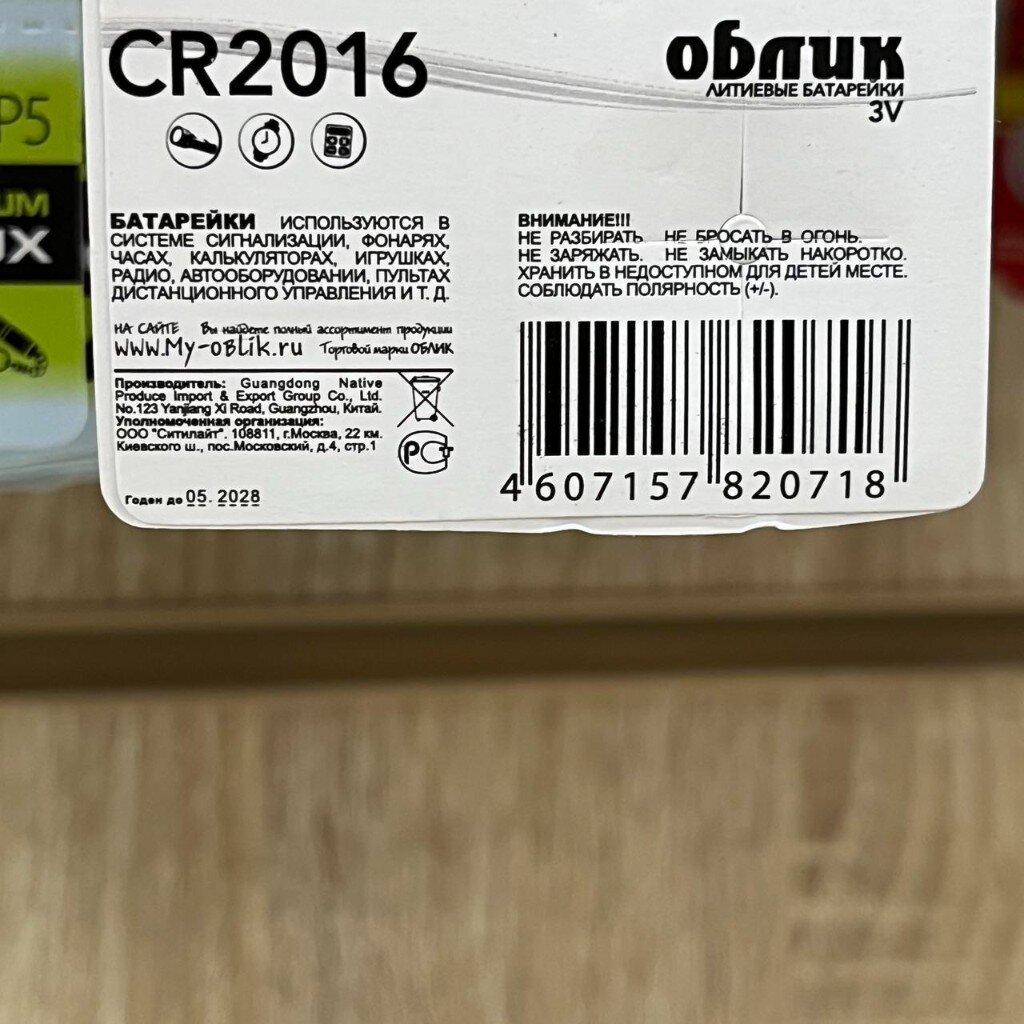 CR2016
облик
ЛИТИЕВЫЕ БАТАРЕЙКИ
3V
P5
UM
UX
БАТАРЕЙКИ ИСПОЛЬЗУЮТСЯ В
СИСТЕМЕ СИГНАЛИЗАЦИИ, ФОНАРЯХ,
ЧАСАХ, КАЛЬКУЛЯТОРАХ, ИГРУШКАХ,
РАДИО, АВТООБОРУДОВАНИИ, ПУЛЬТАХ
ДИСТАНЦИОННОГО УПРАВЛЕНИЯ И Т. Д.
НА САЙТЕ Вы найдете полный ассортимент продукции
www.My-oblik.ru Торговой марки ОБЛИК
Производитель: Guangdong Native
Produce Import & Export Group Co., Ltd.
No.123 Yanjiang Xi Road, Guangzhou, Китай.
Уполномоченная организация:
ООО "Ситилайт". 108811, г.Москва, 22 км.
Киевского ш., пос.Московский, д.4, стр.1
РСТ
Годен до 05. 2028
ВНИМАНИЕ!!!
НЕ РАЗБИРАТЬ. НЕ БРОСАТЬ В ОГОНЬ.
НЕ ЗАРЯЖАТЬ. НЕ ЗАМЫКАТЬ НАКОРОТКО.
ХРАНИТЬ В НЕДОСТУПНОМ ДЛЯ ДЕТЕЙ МЕСТЕ.
СОБЛЮДАТЬ ПОЛЯРНОСТЬ (+/-).
4 607157 820718